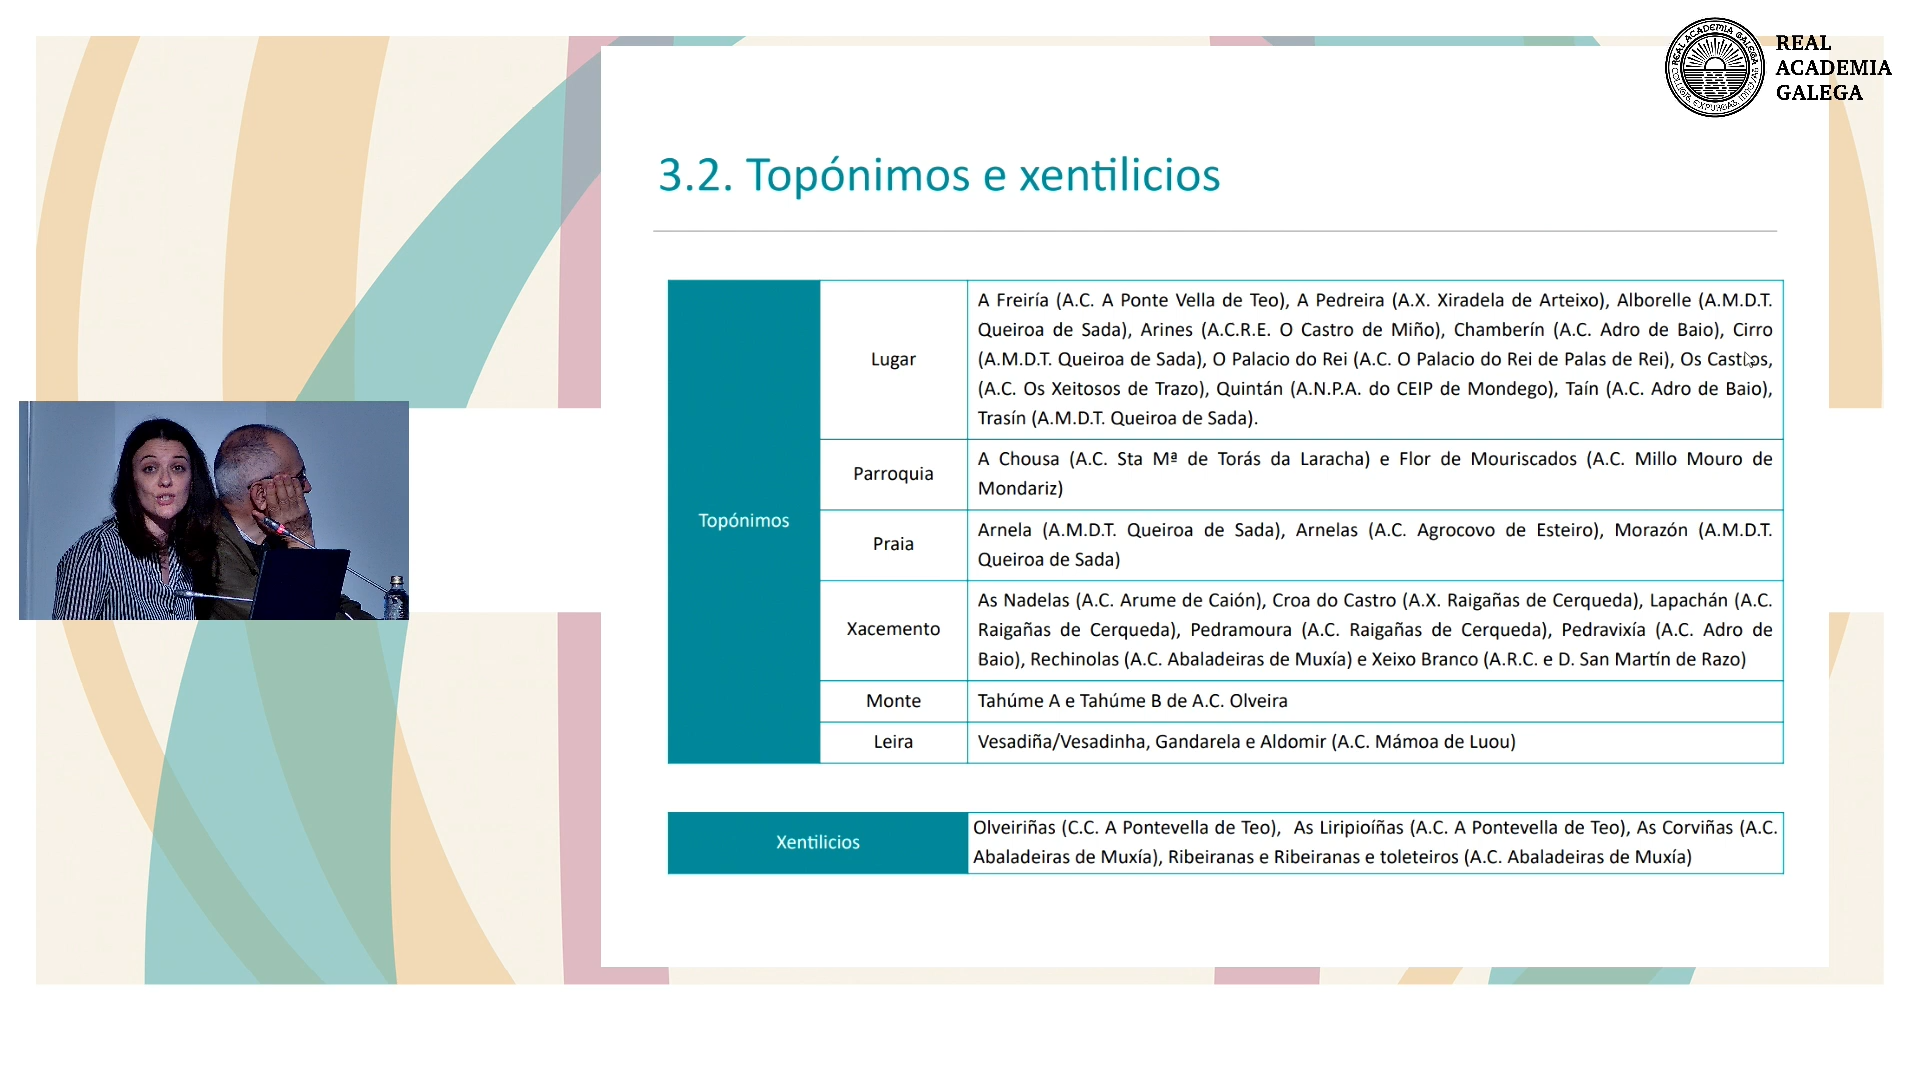 REAL
ACADEMIA
GALEGA
REAL ACADEMIA GALEGA
3.2. Topónimos e xentilicios
Topónimos
Lugar
A Freiría (A.C. A Ponte Vella de Teo), A Pedreira (A.X. Xiradela de Arteixo), Alborelle (A.M.D.T.
Queiroa de Sada), Arines (A.C.R.E. O Castro de Miño), Chamberín (A.C. Adro de Baio), Cirro
(A.M.D.T. Queiroa de Sada), O Palacio do Rei (A.C. O Palacio do Rei de Palas de Rei), Os Castros,
(A.C. Os Xeitosos de Trazo), Quintán (A.N.P.A. do CEIP de Mondego), Taín (A.C. Adro de Baio),
Trasín (A.M.D.T. Queiroa de Sada).
Parroquia
A Chousa (A.C. Sta Mª de Torás da Laracha) e Flor de Mouriscados (A.C. Millo Mouro de
Mondariz)
Praia
Arnela (A.M.D.T. Queiroa de Sada), Arnelas (A.C. Agrocovo de Esteiro), Morazón (A.M.D.T.
Queiroa de Sada)
Xacemento
As Nadelas (A.C. Arume de Caión), Croa do Castro (A.X. Raigañas de Cerqueda), Lapachán (A.C.
Raigañas de Cerqueda), Pedramoura (A.C. Raigañas de Cerqueda), Pedravixía (A.C. Adro de
Baio), Rechinolas (A.C. Abaladeiras de Muxía) e Xeixo Branco (A.R.C. e D. San Martín de Razo)
Monte
Tahúme A e Tahúme B de A.C. Olveira
Leira
Vesadiña/Vesadinha, Gandarela e Aldomir (A.C. Mámoa de Luou)
Xentilicios
Olveiriñas (C.C. A Pontevella de Teo), As Liripioíñas (A.C. A Pontevella de Teo), As Corviñas (A.C.
Abaladeiras de Muxía), Ribeiranas e Ribeiranas e toleteiros (A.C. Abaladeiras de Muxía)